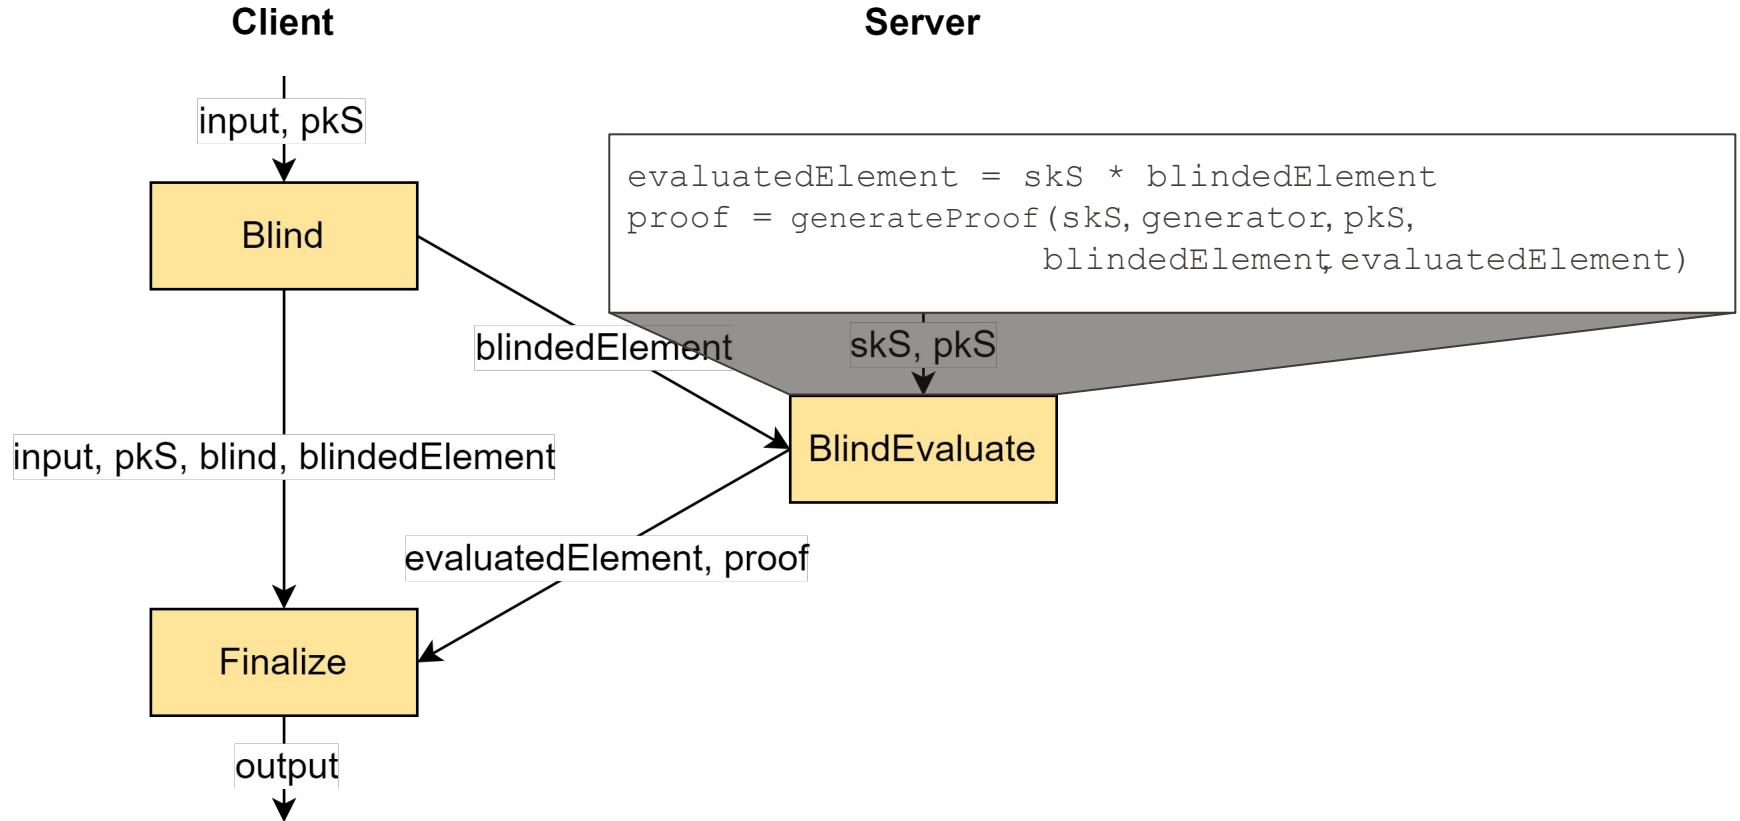 Client
Server
input, pkS
evaluatedElement = skS * blindedElement
proof = generateProof(skS, generator, pkS,
blindedElement, evaluatedElement)
Blind
blindedElement
skS, pkS
BlindEvaluate
input, pkS, blind, blindedElement
evaluatedElement, proof
Finalize
output